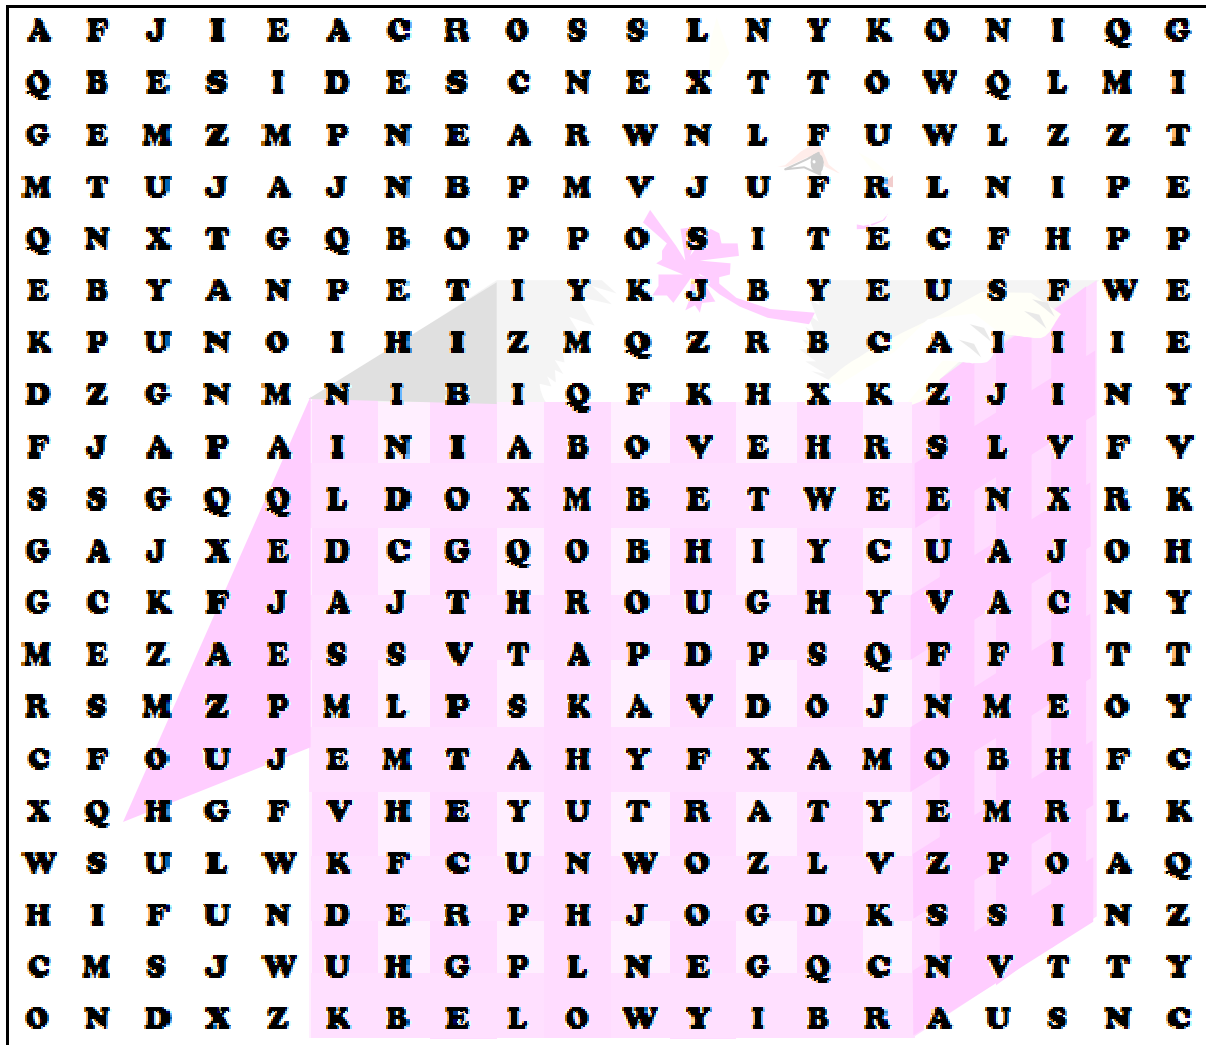 A F J I E A C R O S S L N Y K O N I Q G
Q B E S I D E S C N E X T T O W Q L M I
G E M Z M P N E A R W N L F U W L Z Z T
M T U J A J N B P M V J U F R L N I P E
Q N X T G Q B O P P O S I T E C F H P P
E B Y A N P E T I Y K J B Y E U S F W E
K P U N O I H I Z M Q Z R B C A I I I E
D Z G N M N I B I Q F K H X K Z J I N Y
F J A P A I N I A B O V E H R S L V F V
S S G Q Q L D O X M B E T W E E N X R K
G A J X E D C G Q O B H I Y C U A J O H
G C K F J A J T H R O U G H Y V A C N Y
M E Z A E S S V T A P D P S Q F F I T T
R S M Z P M L P S K A V D O J N M E O Y
C F O U J E M T A H Y F X A M O B H F C
X Q H G F V H E Y U T R A T Y E M R L K
W S U L W K F C U N W O Z L V Z P O A Q
H I F U N D E R P H J O G D K S S I N Z
C M S J W U H G P L N E G Q C N V T T Y
O N D X Z K B E L O W Y I B R A U S N C